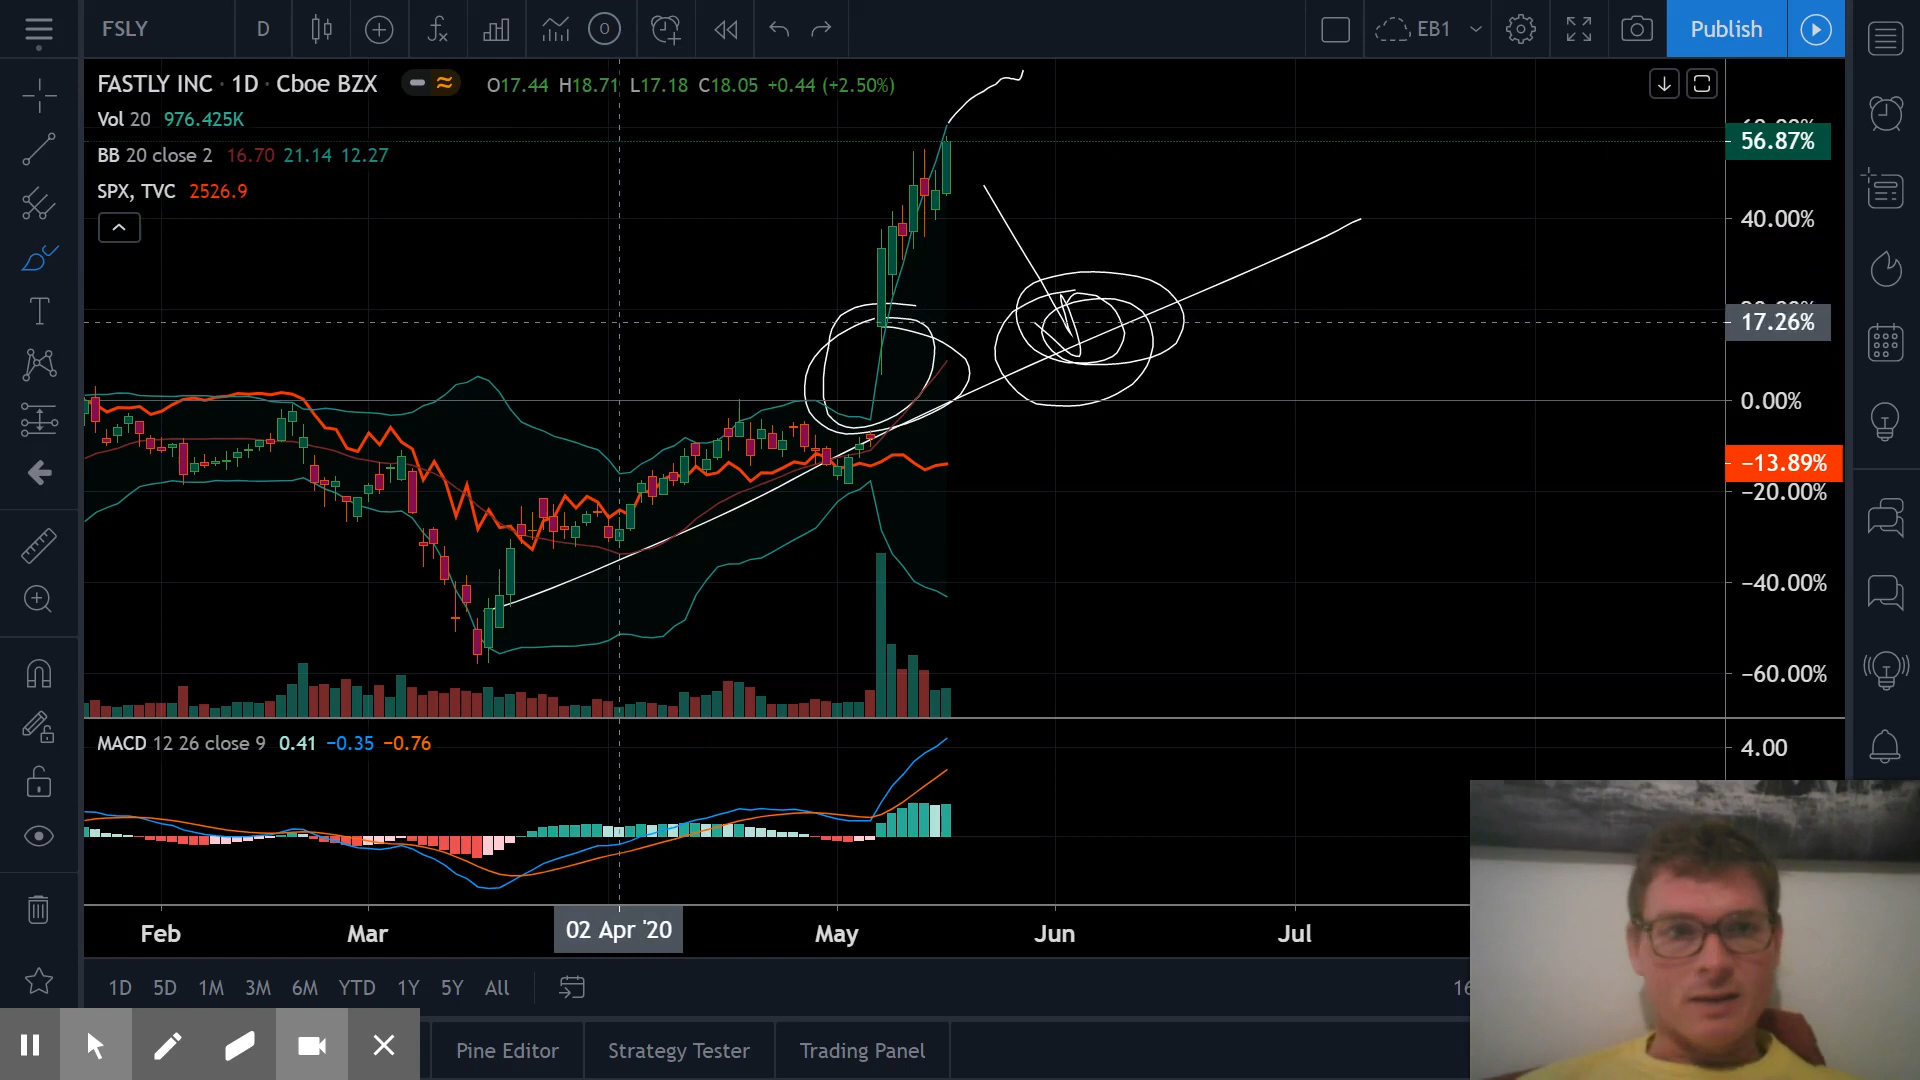 FSLY D EB1 Publish
FASTLY INC · 1D · Cboe BZX O17.44 H18.71 L17.18 C18.05 +0.44 (+2.50%)
Vol 20 976.425K
BB 20 close 2 16.70 21.14 12.27
SPX, TVC 2526.9
56.87%
40.00%
17.26%
0.00%
−13.89%
−20.00%
−40.00%
−60.00%
MACD 12 26 close 9 0.41 −0.35 −0.76
4.00
Feb Mar 02 Apr '20 May Jun Jul
1D 5D 1M 3M 6M YTD 1Y 5Y All
Pine Editor Strategy Tester Trading Panel